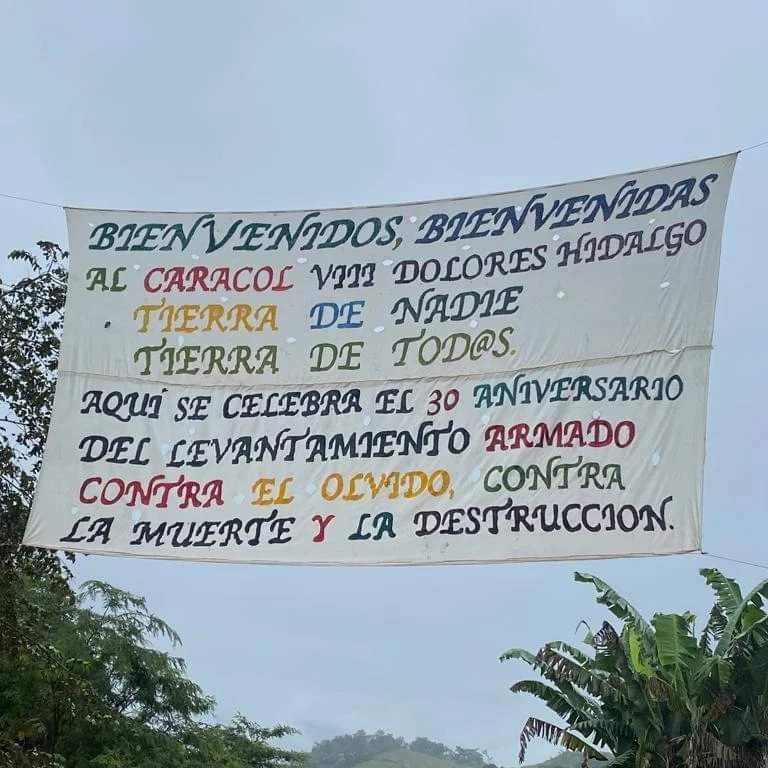 BIENVENIDOS, BIENVENIDAS
AL CARACOL VIII DOLORES HIDALGO
TIERRA DE NADIE
TIERRA DE TOD@S.
AQUÍ SE CELEBRA EL 30 ANIVERSARIO
DEL LEVANTAMIENTO ARMADO
CONTRA EL OLVIDO, CONTRA
LA MUERTE Y LA DESTRUCCION.